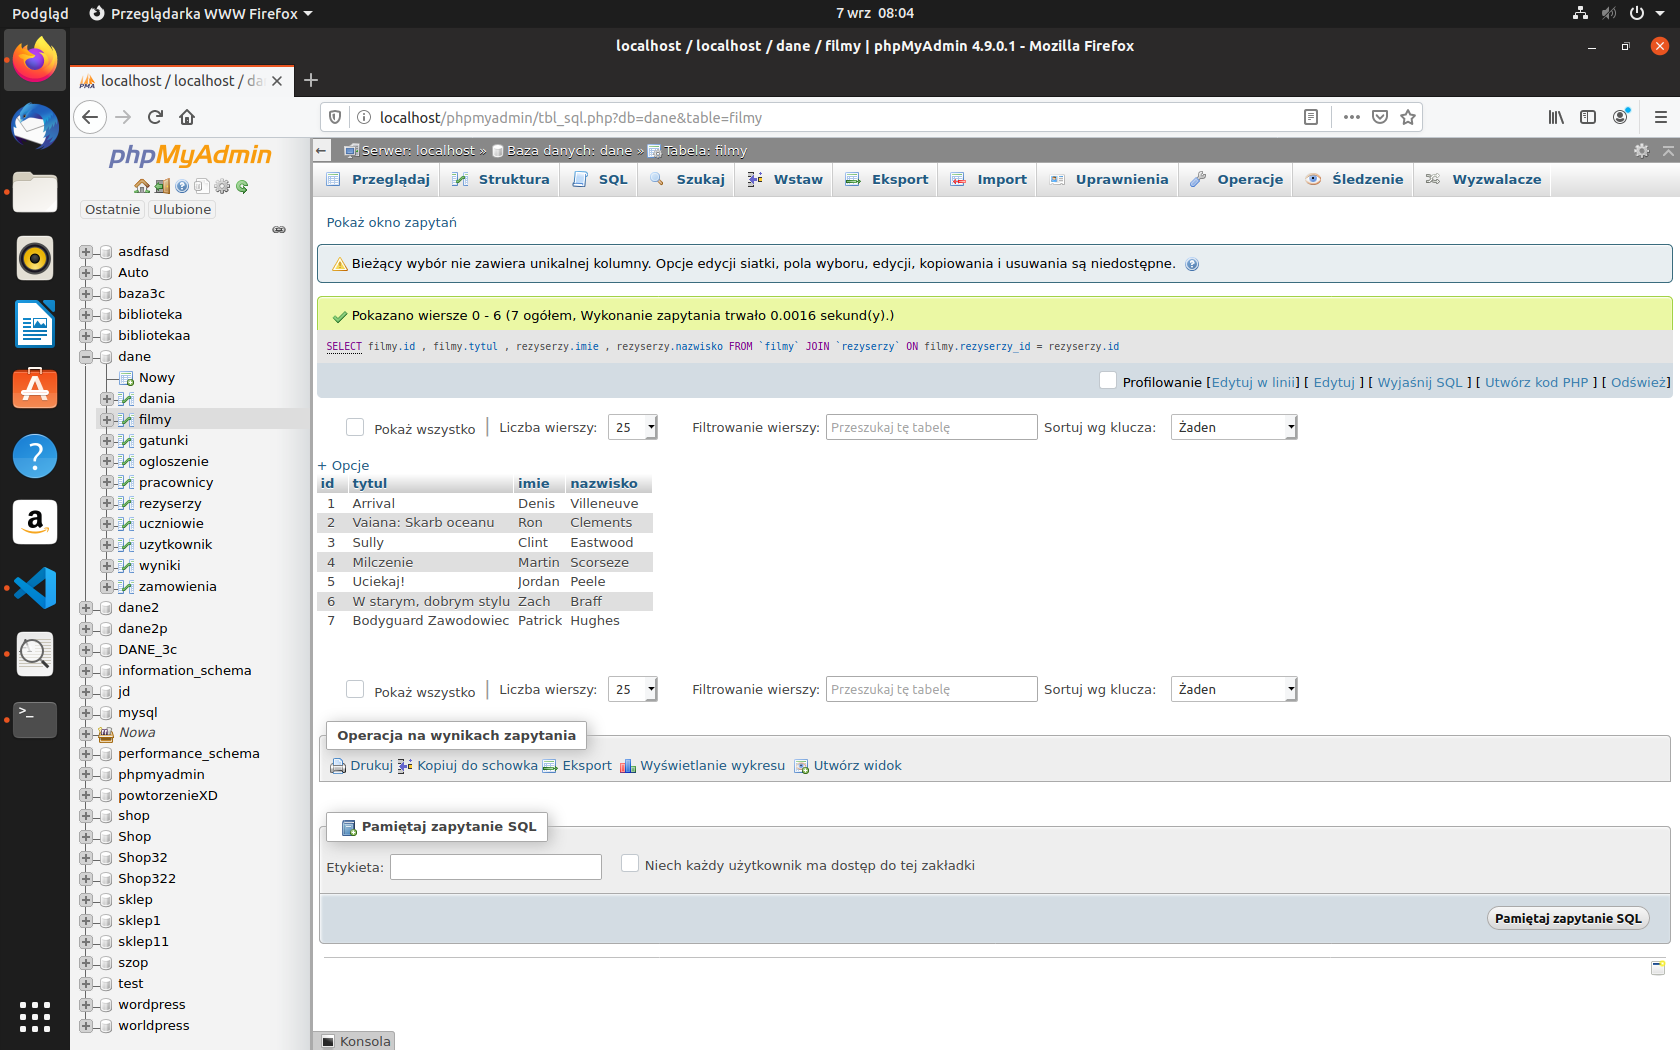 Podgląd
Przeglądarka WWW Firefox
7 wrz 08:04
localhost / localhost / dane / filmy | phpMyAdmin 4.9.0.1 - Mozilla Firefox
localhost / localhost / da
localhost/phpmyadmin/tbl_sql.php?db=dane&table=filmy
phpMyAdmin
Ostatnie Ulubione
asdfasd
Auto
baza3c
biblioteka
bibliotekaa
dane
Nowy
dania
filmy
gatunki
ogloszenie
pracownicy
rezyserzy
uczniowie
uzytkownik
wyniki
zamowienia
dane2
dane2p
DANE_3c
information_schema
jd
mysql
Nowa
performance_schema
phpmyadmin
powtorzenieXD
shop
Shop
Shop32
Shop322
sklep
sklep1
sklep11
szop
test
wordpress
worldpress
Serwer: localhost » Baza danych: dane » Tabela: filmy
Przeglądaj Struktura SQL Szukaj Wstaw Eksport Import Uprawnienia Operacje Śledzenie Wyzwalacze
Pokaż okno zapytań
Bieżący wybór nie zawiera unikalnej kolumny. Opcje edycji siatki, pola wyboru, edycji, kopiowania i usuwania są niedostępne.
Pokazano wiersze 0 - 6 (7 ogółem, Wykonanie zapytania trwało 0.0016 sekund(y).)
SELECT filmy.id , filmy.tytul , rezyserzy.imie , rezyserzy.nazwisko FROM `filmy` JOIN `rezyserzy` ON filmy.rezyserzy_id = rezyserzy.id
Profilowanie [Edytuj w linii] [ Edytuj ] [ Wyjaśnij SQL ] [ Utwórz kod PHP ] [ Odśwież]
Pokaż wszystko | Liczba wierszy: 25 Filtrowanie wierszy: Przeszukaj tę tabelę Sortuj wg klucza: Żaden
+ Opcje
id tytul imie nazwisko
1 Arrival Denis Villeneuve
2 Vaiana: Skarb oceanu Ron Clements
3 Sully Clint Eastwood
4 Milczenie Martin Scorseze
5 Uciekaj! Jordan Peele
6 W starym, dobrym stylu Zach Braff
7 Bodyguard Zawodowiec Patrick Hughes
Pokaż wszystko | Liczba wierszy: 25 Filtrowanie wierszy: Przeszukaj tę tabelę Sortuj wg klucza: Żaden
Operacja na wynikach zapytania
Drukuj Kopiuj do schowka Eksport Wyświetlanie wykresu Utwórz widok
Pamiętaj zapytanie SQL
Etykieta: Niech każdy użytkownik ma dostęp do tej zakładki
Pamiętaj zapytanie SQL
Konsola